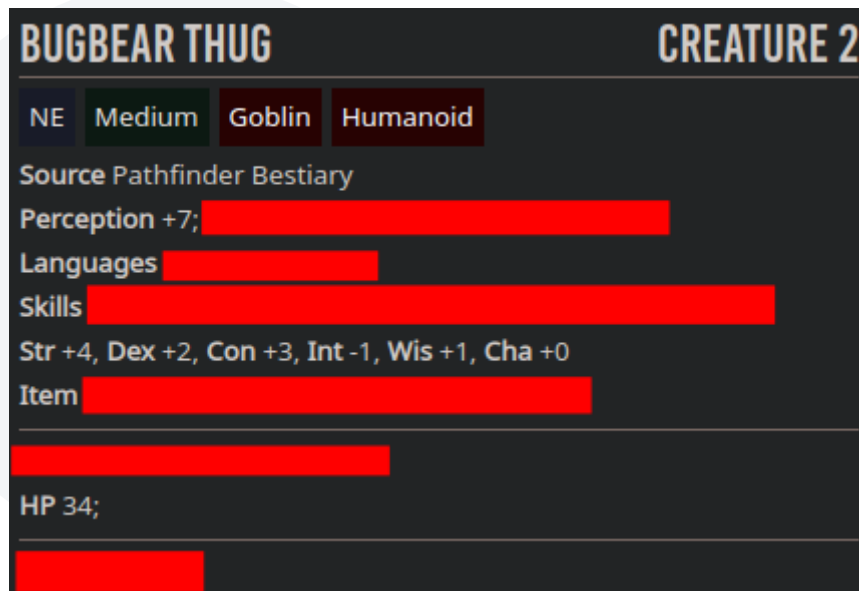 BUGBEAR THUG CREATURE 2
NE Medium Goblin Humanoid
Source Pathfinder Bestiary
Perception +7;
Languages
Skills
Str +4, Dex +2, Con +3, Int -1, Wis +1, Cha +0
Item
HP 34;